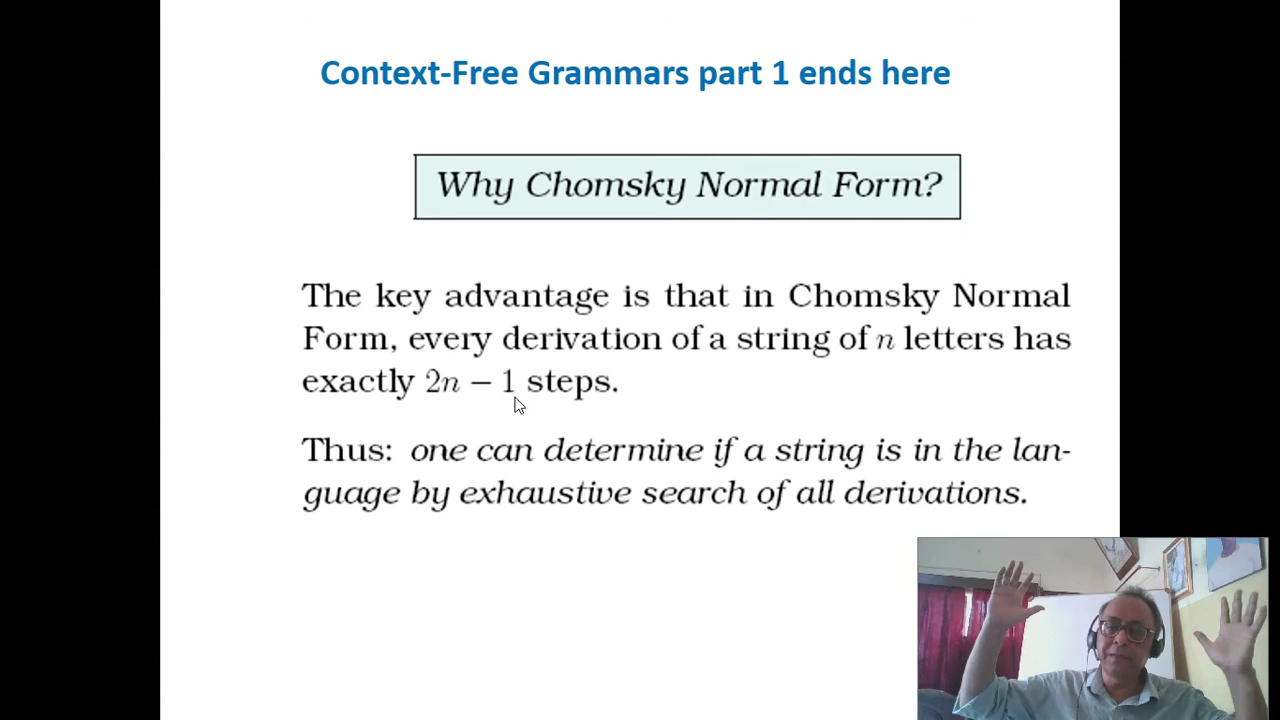 Context-Free Grammars part 1 ends here
Why Chomsky Normal Form?
The key advantage is that in Chomsky Normal
Form, every derivation of a string of n letters has
exactly 2n − 1 steps.
Thus: one can determine if a string is in the lan-
guage by exhaustive search of all derivations.